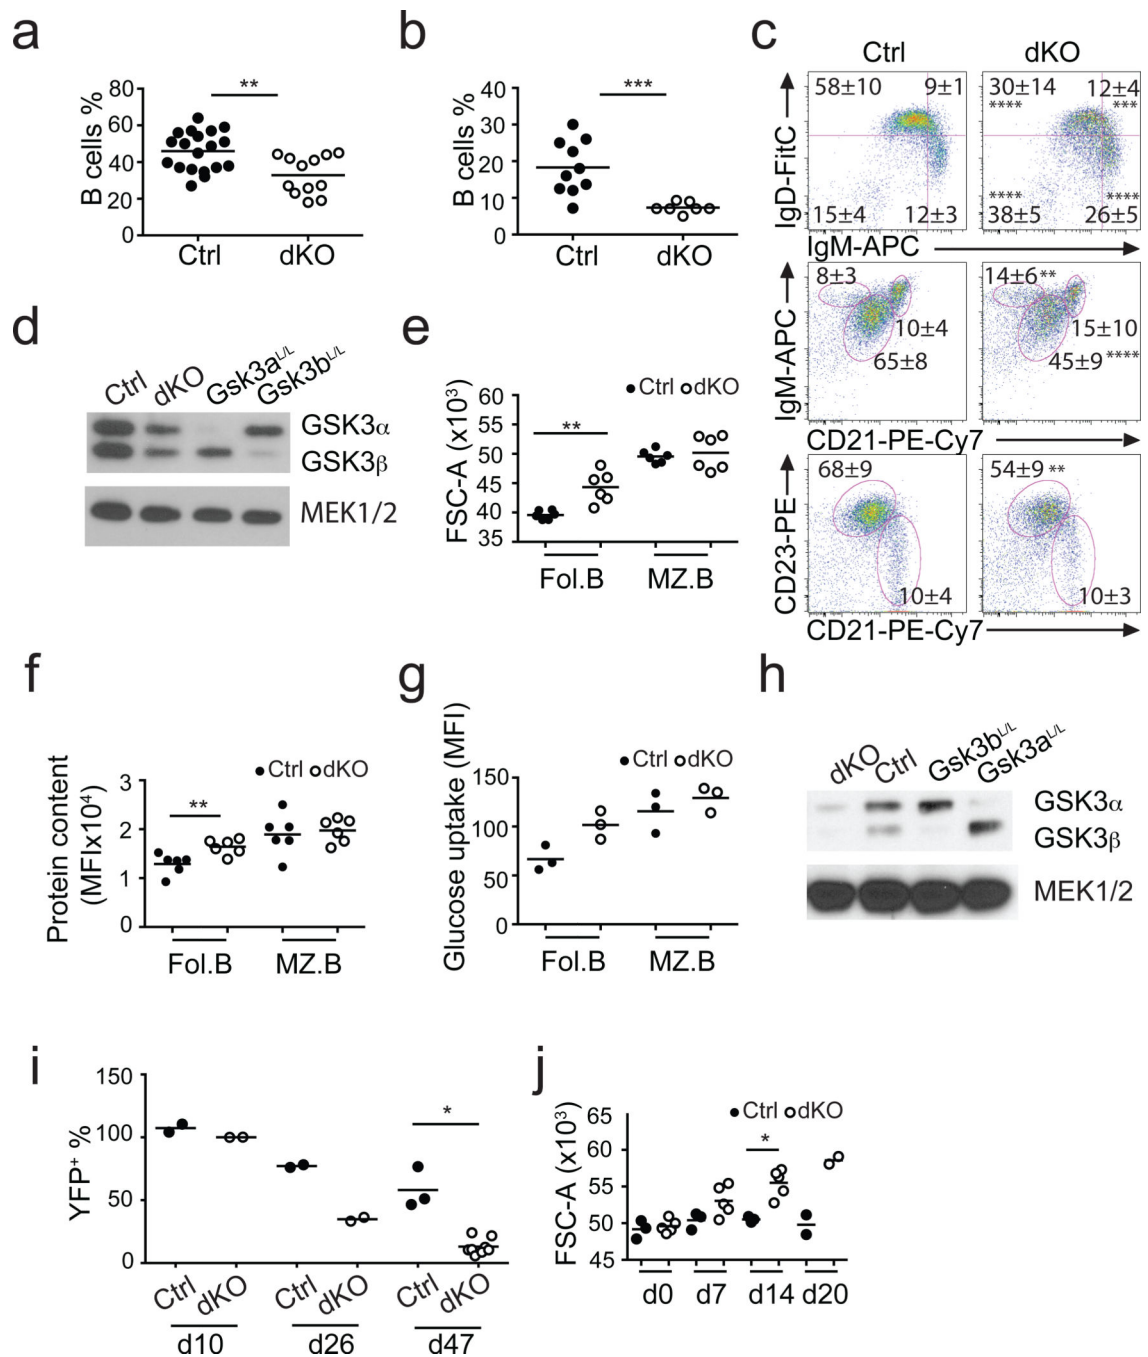 a
B cells %
80
60
40
20
0
**
Ctrl
dKO
b
B cells %
40
30
20
10
0
***
Ctrl
dKO
c
Ctrl
dKO
IgD-FitC
58±10
9±1
15±4
12±3
30±14
12±4
****
***
****
****
38±5
26±5
IgM-APC
IgM-APC
8±3
10±4
65±8
14±6 **
15±10
45±9 ****
CD21-PE-Cy7
CD23-PE
68±9
10±4
54±9 **
10±3
CD21-PE-Cy7
d
Ctrl
dKO
Gsk3a^L/L
Gsk3b^L/L
GSK3α
GSK3β
MEK1/2
e
Ctrl dKO
FSC-A (x10³)
60
55
50
45
40
35
**
Fol.B
MZ.B
f
Ctrl dKO
Protein content
(MFIx10⁴)
3
2
1
0
**
Fol.B
MZ.B
g
Ctrl dKO
Glucose uptake (MFI)
150
100
50
0
Fol.B
MZ.B
h
dKO
Ctrl
Gsk3b^L/L
Gsk3a^L/L
GSK3α
GSK3β
MEK1/2
i
YFP⁺ %
150
100
50
0
*
Ctrl
dKO
Ctrl
dKO
Ctrl
dKO
d10
d26
d47
j
Ctrl dKO
FSC-A (x10³)
65
60
55
50
45
*
d0
d7
d14
d20